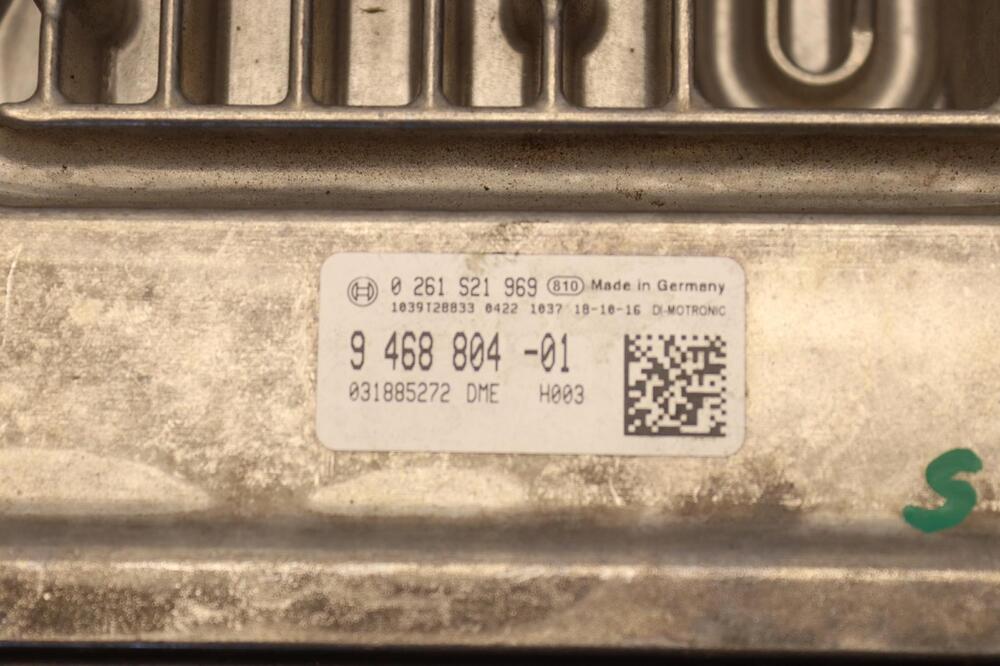 0 261 S21 969 810 Made in Germany
1039T28833 0422 1037 18-10-16 DI-MOTRONIC
9 468 804 -01
031885272 DME H003
S